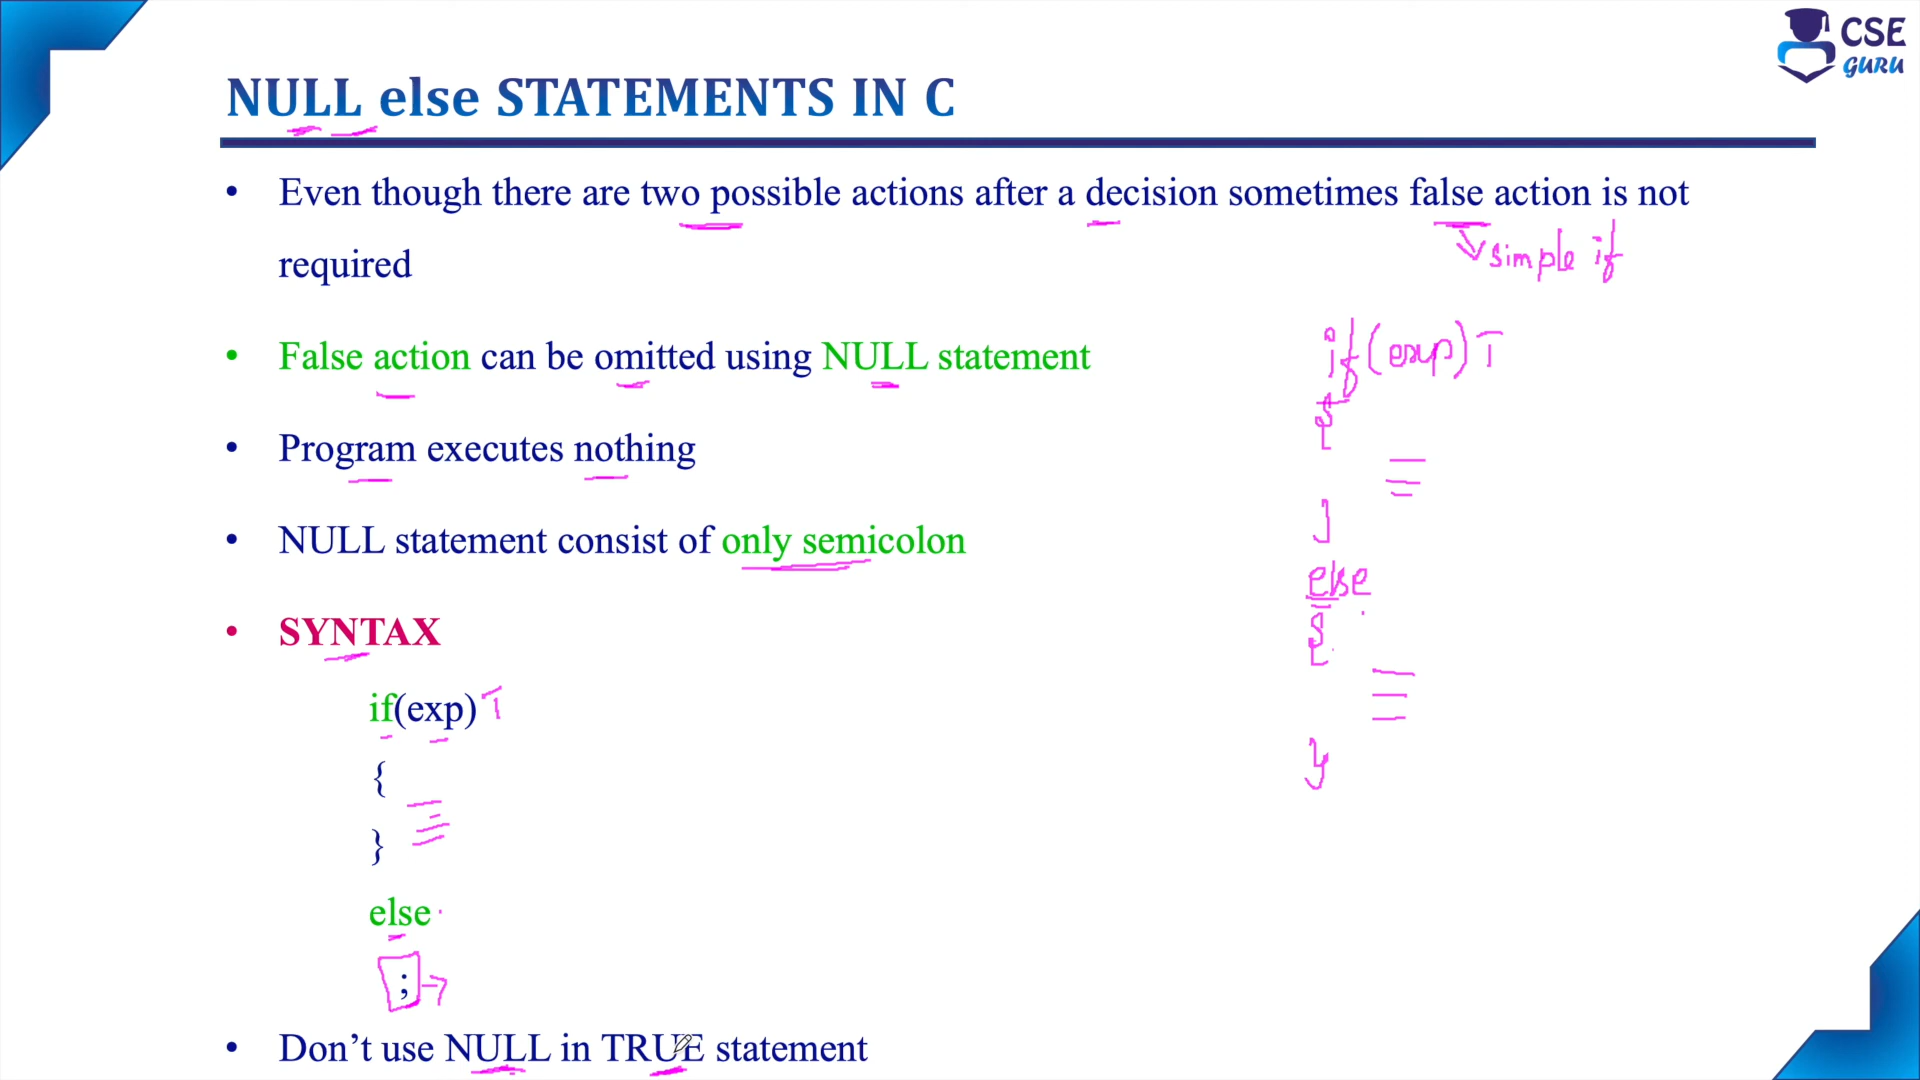 CSE
GURU
NULL else STATEMENTS IN C
• Even though there are two possible actions after a decision sometimes false action is not
required
simple if
• False action can be omitted using NULL statement
if(exp) T
{
• Program executes nothing
• NULL statement consist of only semicolon
}
else
{
• SYNTAX
if(exp) T
{
}
}
else
;
• Don't use NULL in TRUE statement